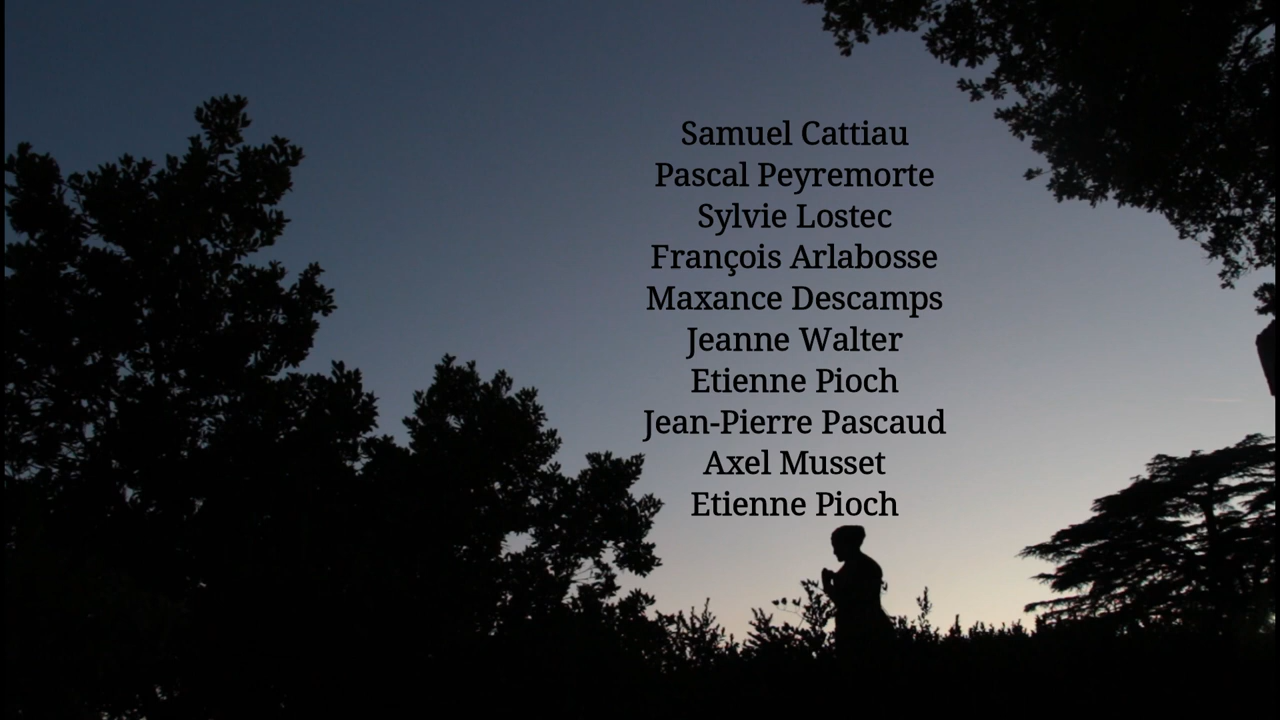 Samuel Cattiau
Pascal Peyremorte
Sylvie Lostec
François Arlabosse
Maxance Descamps
Jeanne Walter
Etienne Pioch
Jean-Pierre Pascaud
Axel Musset
Etienne Pioch